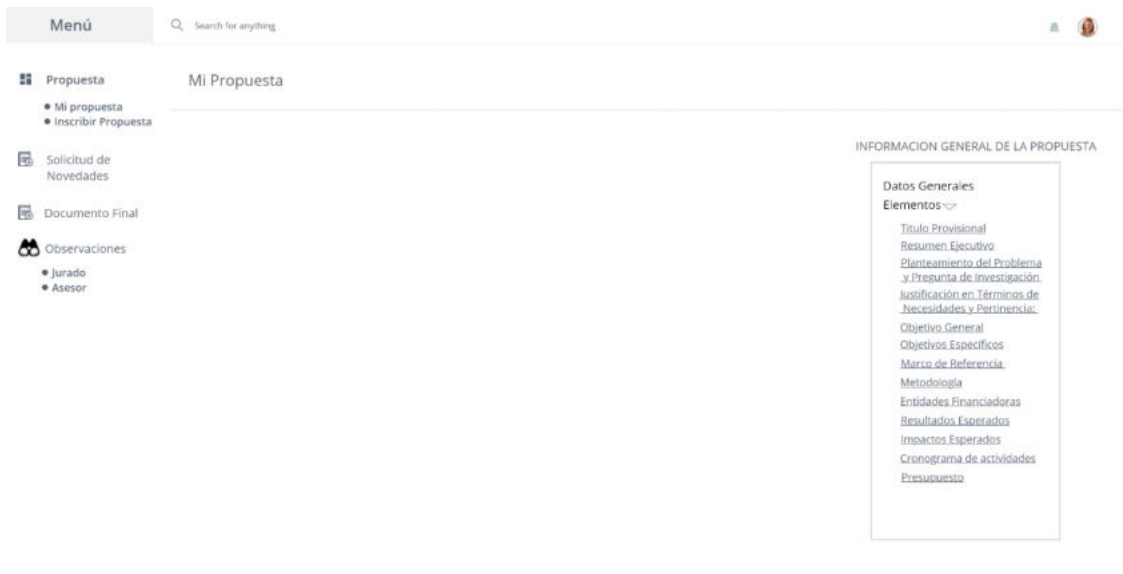 Menú
Search for anything
Propuesta
Mi propuesta
Inscribir Propuesta
Solicitud de
Novedades
Documento Final
Observaciones
Jurado
Asesor
Mi Propuesta
INFORMACION GENERAL DE LA PROPUESTA
Datos Generales
Elementos
Titulo Provisional
Resumen Ejecutivo
Planteamiento del Problema
y Pregunta de Investigación
Justificación en Términos de
Necesidades y Pertinencia:
Objetivo General
Objetivos Específicos
Marco de Referencia
Metodología
Entidades Financiadoras
Resultados Esperados
Impactos Esperados
Cronograma de actividades
Presupuesto